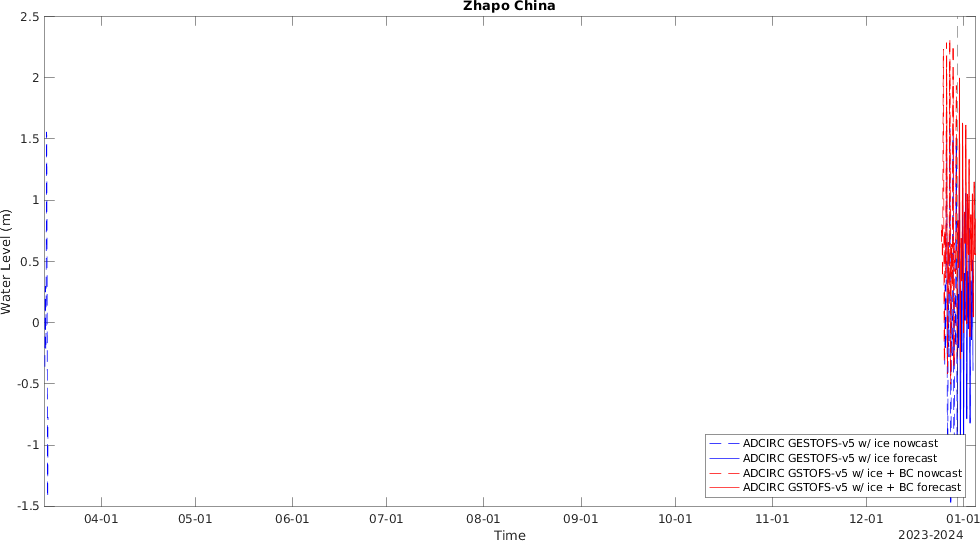 Zhapo China
2.5
2
1.5
1
0.5
0
-0.5
-1
-1.5
Water Level (m)
04-01 05-01 06-01 07-01 08-01 09-01 10-01 11-01 12-01 01-01
Time
2023-2024
ADCIRC GESTOFS-v5 w/ ice nowcast
ADCIRC GESTOFS-v5 w/ ice forecast
ADCIRC GSTOFS-v5 w/ ice + BC nowcast
ADCIRC GSTOFS-v5 w/ ice + BC forecast